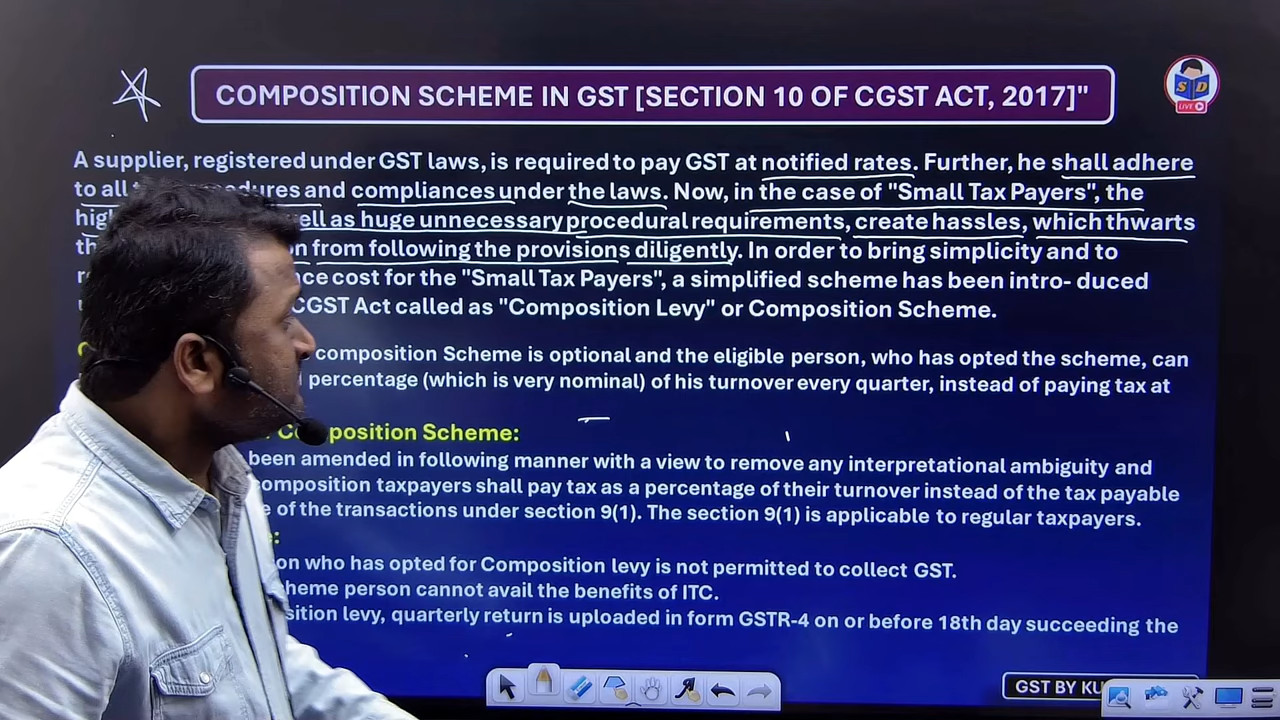 COMPOSITION SCHEME IN GST [SECTION 10 OF CGST ACT, 2017]"
S D
LIVE
A supplier, registered under GST laws, is required to pay GST at notified rates. Further, he shall adhere
to all and compliances under the laws. Now, in the case of "Small Tax Payers", the
as huge unnecessary procedural requirements, create hassles, which thwarts
from following the provisions diligently. In order to bring simplicity and to
cost for the "Small Tax Payers", a simplified scheme has been intro- duced
CGST Act called as "Composition Levy" or Composition Scheme.
composition Scheme is optional and the eligible person, who has opted the scheme, can
percentage (which is very nominal) of his turnover every quarter, instead of paying tax at
Composition Scheme:
been amended in following manner with a view to remove any interpretational ambiguity and
composition taxpayers shall pay tax as a percentage of their turnover instead of the tax payable
of the transactions under section 9(1). The section 9(1) is applicable to regular taxpayers.
who has opted for Composition levy is not permitted to collect GST.
person cannot avail the benefits of ITC.
levy, quarterly return is uploaded in form GSTR-4 on or before 18th day succeeding the
GST BY